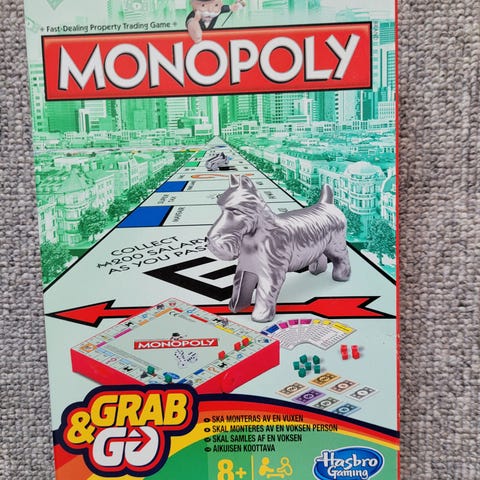 Fast-Dealing Property Trading Game
MONOPOLY
COLLECT
M200 SALARY
AS YOU PASS
MONOPOLY
GRAB
& GO
SKA MONTERAS AV EN VUXEN
SKAL MONTERES AV EN VOKSEN PERSON
SKAL SAMLES AF EN VOKSEN
AIKUISEN KOOTTAVA
8+
Hasbro
Gaming